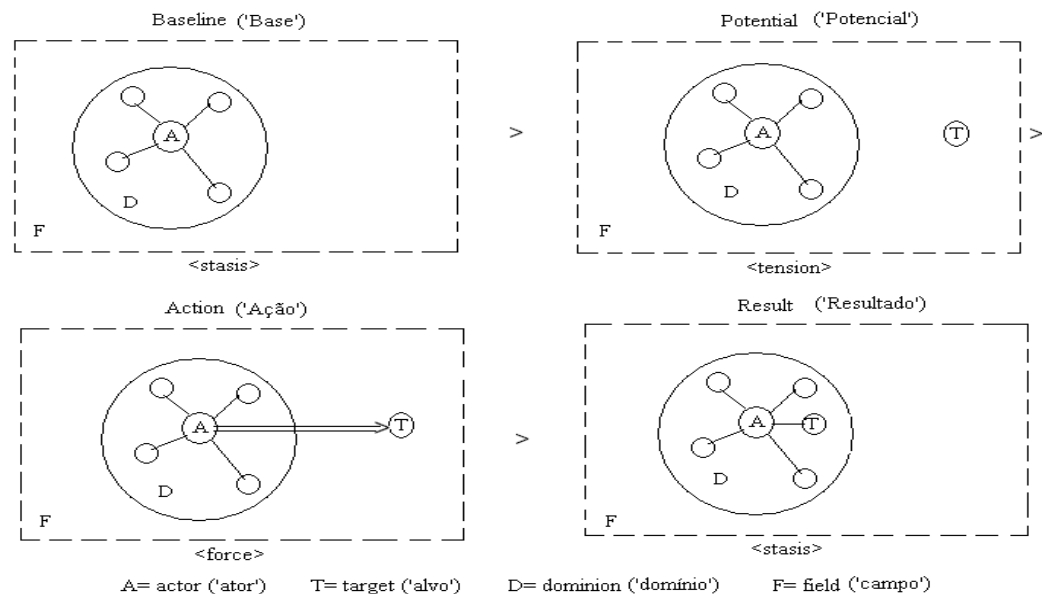 Baseline ('Base')
Potential ('Potencial')
A
D
F
<stasis>
>
A
T
D
F
<tension>
>
Action ('Ação')
Result ('Resultado')
A
T
D
F
<force>
>
A
T
D
F
<stasis>
A= actor ('ator') T= target ('alvo') D= dominion ('domínio') F= field ('campo')